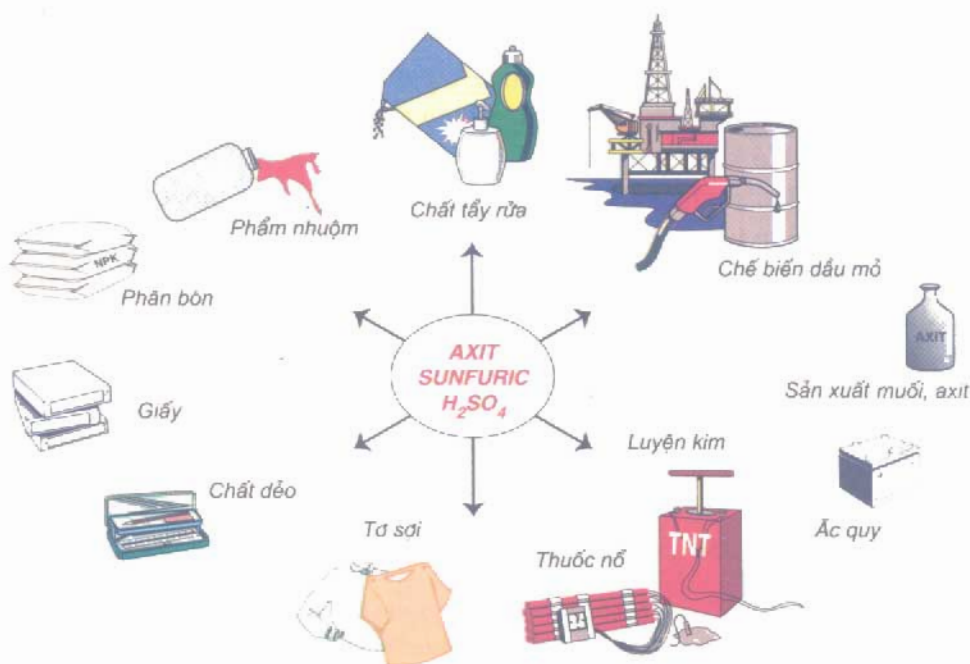 Chất tẩy rửa
Phẩm nhuộm
Chế biến dầu mỏ
NPK
Phân bón
AXIT
SUNFURIC
H₂SO₄
AXIT
Sản xuất muối, axit
Giấy
Luyện kim
Chất dẻo
Ắc quy
Tơ sợi
Thuốc nổ
TNT